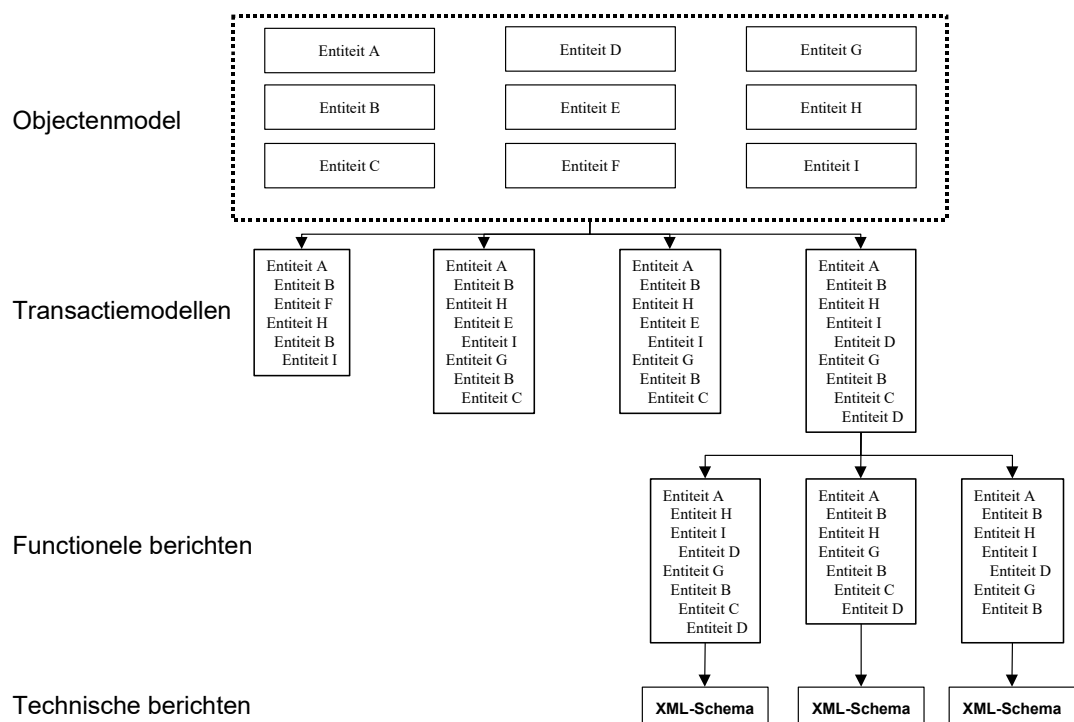 Objectenmodel
Entiteit A
Entiteit D
Entiteit G
Entiteit B
Entiteit E
Entiteit H
Entiteit C
Entiteit F
Entiteit I
Transactiemodellen
Entiteit A
Entiteit B
Entiteit F
Entiteit H
Entiteit B
Entiteit I
Entiteit A
Entiteit B
Entiteit H
Entiteit E
Entiteit I
Entiteit G
Entiteit B
Entiteit C
Entiteit A
Entiteit B
Entiteit H
Entiteit E
Entiteit I
Entiteit G
Entiteit B
Entiteit C
Entiteit A
Entiteit B
Entiteit H
Entiteit I
Entiteit D
Entiteit G
Entiteit B
Entiteit C
Entiteit D
Functionele berichten
Entiteit A
Entiteit H
Entiteit I
Entiteit D
Entiteit G
Entiteit B
Entiteit C
Entiteit D
Entiteit A
Entiteit B
Entiteit H
Entiteit G
Entiteit B
Entiteit C
Entiteit D
Entiteit A
Entiteit B
Entiteit H
Entiteit I
Entiteit D
Entiteit G
Entiteit B
Technische berichten
XML-Schema
XML-Schema
XML-Schema